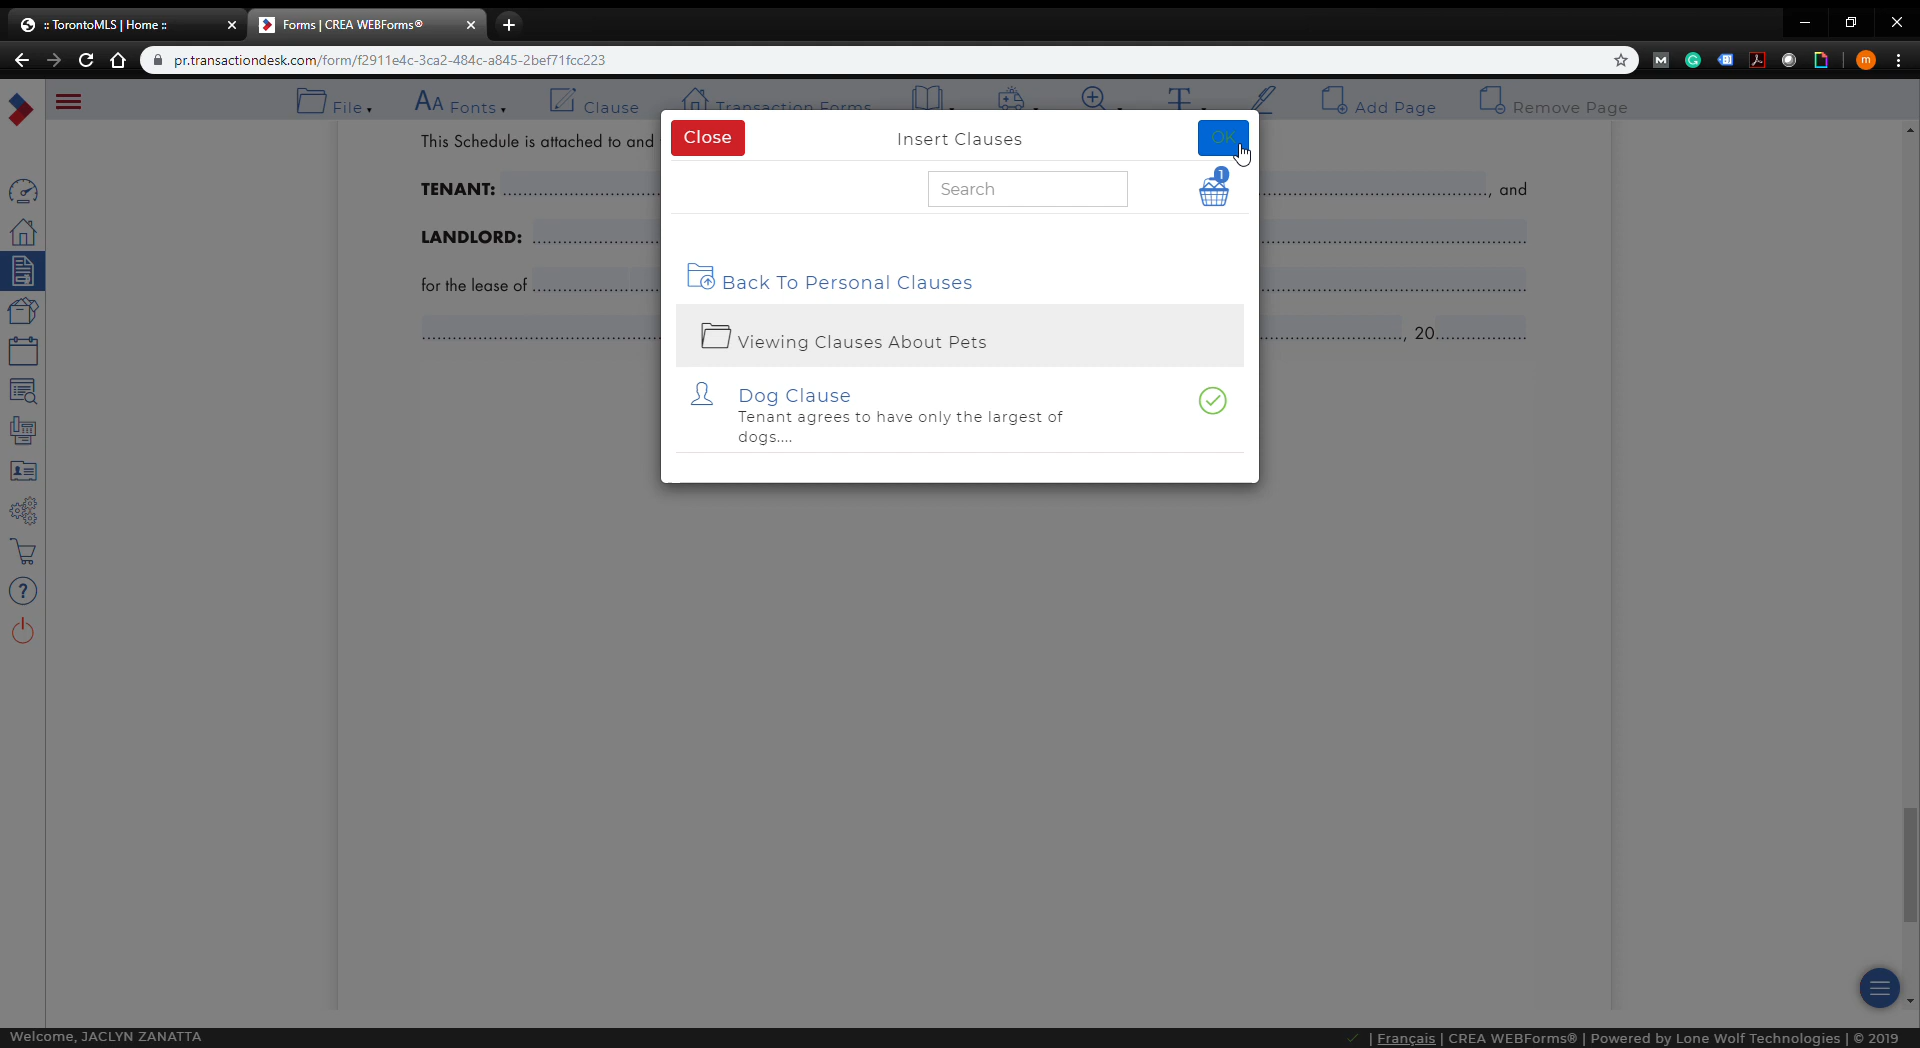 :: TorontoMLS | Home ::
Forms | CREA WEBForms®
pr.transactiondesk.com/form/f2911e4c-3ca2-484c-a845-2bef71fcc223
m
File
AA Fonts
Clause
Transaction Forms
Add Page
Remove Page
Close
Insert Clauses
OK
This Schedule is attached to and
Search
1
TENANT: , and
LANDLORD:
for the lease of
, 20
Back To Personal Clauses
Viewing Clauses About Pets
Dog Clause
Tenant agrees to have only the largest of
dogs....
Welcome, JACLYN ZANATTA
| Français | CREA WEBForms® | Powered by Lone Wolf Technologies | © 2019